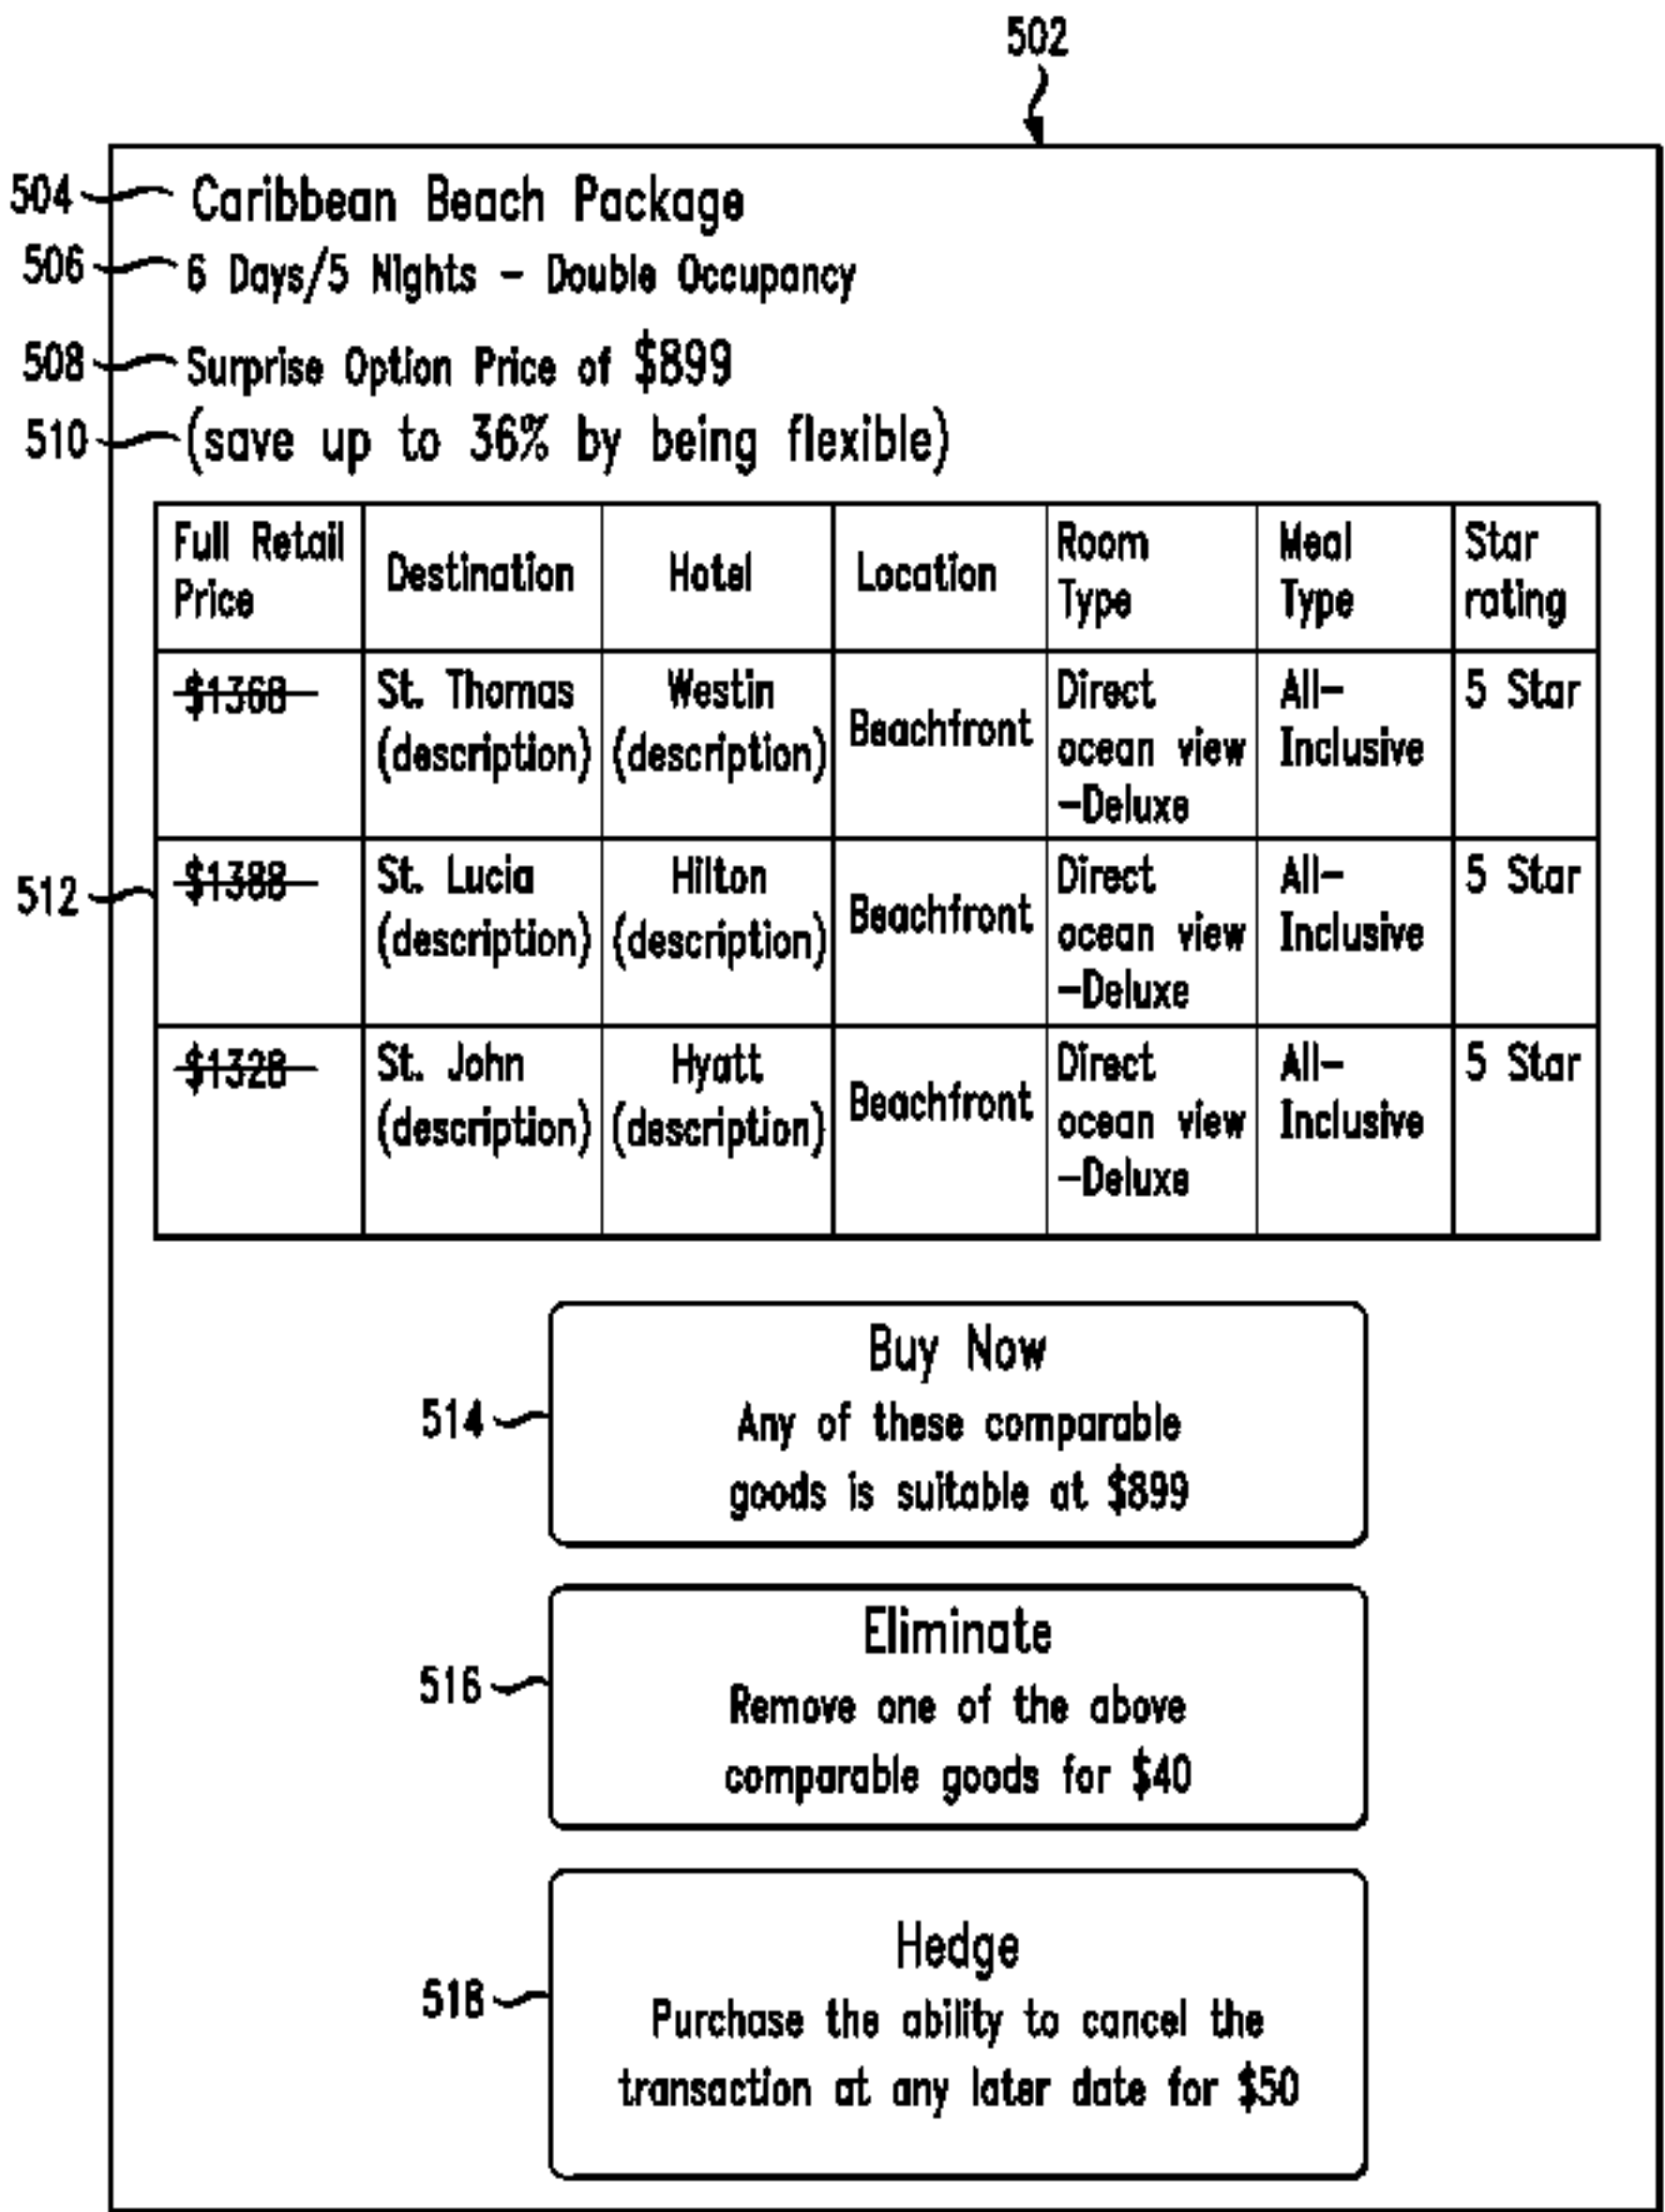 502
504 Caribbean Beach Package
506 6 Days/5 Nights - Double Occupancy
508 Surprise Option Price of $899
510 (save up to 36% by being flexible)
Full Retail Price
Destination
Hotel
Location
Room Type
Meal Type
Star rating
$1368
St. Thomas
(description)
Westin
(description)
Beachfront
Direct
ocean view
-Deluxe
All-
Inclusive
5 Star
512
$1388
St. Lucia
(description)
Hilton
(description)
Beachfront
Direct
ocean view
-Deluxe
All-
Inclusive
5 Star
$1328
St. John
(description)
Hyatt
(description)
Beachfront
Direct
ocean view
-Deluxe
All-
Inclusive
5 Star
514
Buy Now
Any of these comparable
goods is suitable at $899
516
Eliminate
Remove one of the above
comparable goods for $40
518
Hedge
Purchase the ability to cancel the
transaction at any later date for $50